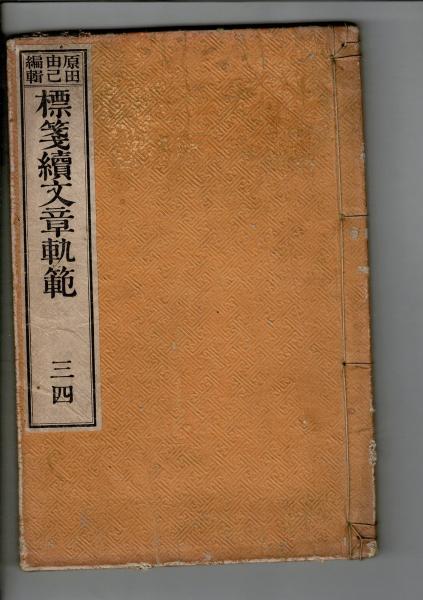 原田
由己
編輯
標箋續文章軌範
三四